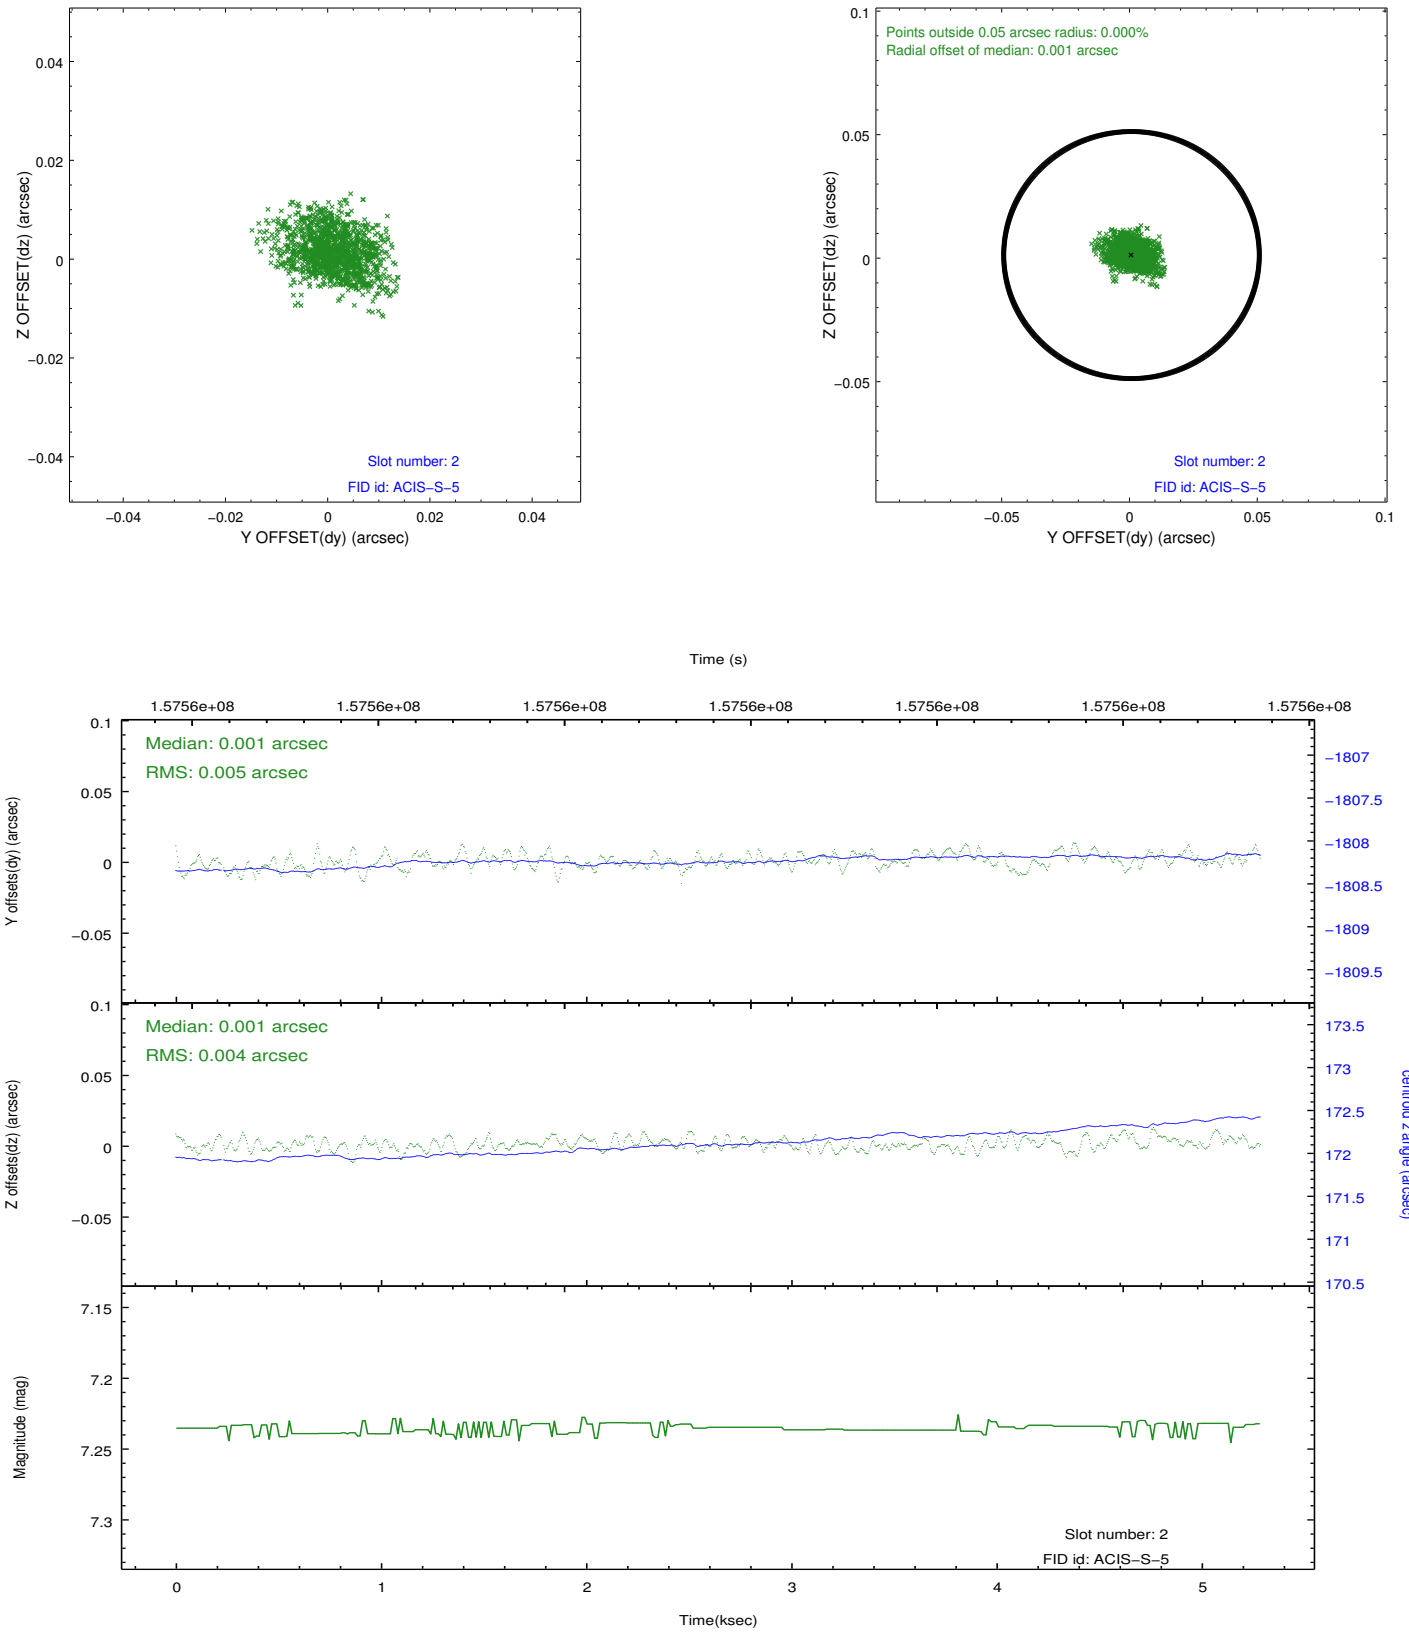 0.04
0.02
0
−0.02
−0.04
Z OFFSET(dz) (arcsec)
Slot number: 2
FID id: ACIS−S−5
−0.04
−0.02
0
0.02
0.04
Y OFFSET(dy) (arcsec)
0.1
0.05
0
−0.05
Z OFFSET(dz) (arcsec)
Points outside 0.05 arcsec radius: 0.000%
Radial offset of median: 0.001 arcsec
Slot number: 2
FID id: ACIS−S−5
−0.05
0
0.05
0.1
Y OFFSET(dy) (arcsec)
Time (s)
1.5756e+08
1.5756e+08
1.5756e+08
1.5756e+08
1.5756e+08
1.5756e+08
1.5756e+08
0.1
0.05
0
−0.05
Y offsets(dy) (arcsec)
Median: 0.001 arcsec
RMS: 0.005 arcsec
−1807
−1807.5
−1808
−1808.5
−1809
−1809.5
0.1
0.05
0
−0.05
Z offsets(dz) (arcsec)
Median: 0.001 arcsec
RMS: 0.004 arcsec
173.5
173
172.5
172
171.5
171
170.5
centroid z angle (arcsec)
7.15
7.2
7.25
7.3
Magnitude (mag)
Slot number: 2
FID id: ACIS−S−5
0
1
2
3
4
5
Time(ksec)